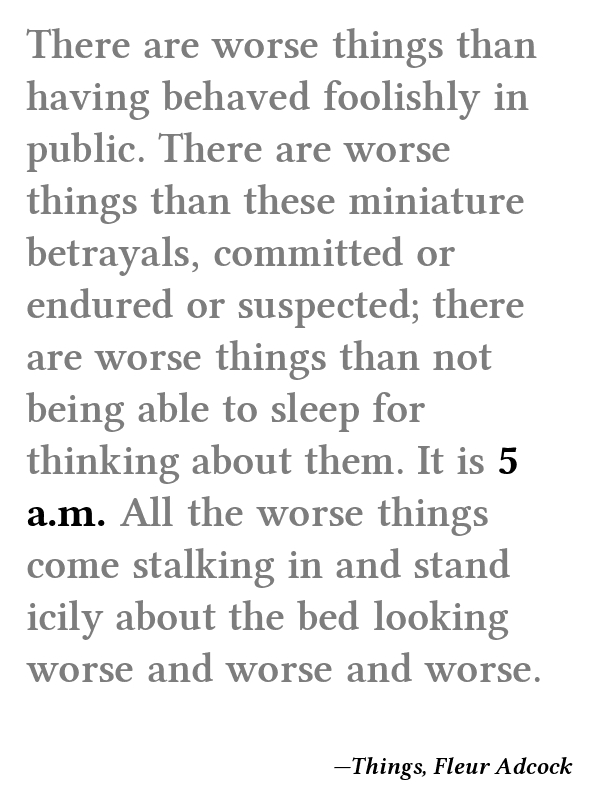 There are worse things than
having behaved foolishly in
public. There are worse
things than these miniature
betrayals, committed or
endured or suspected; there
are worse things than not
being able to sleep for
thinking about them. It is 5
a.m. All the worse things
come stalking in and stand
icily about the bed looking
worse and worse and worse.
—Things, Fleur Adcock